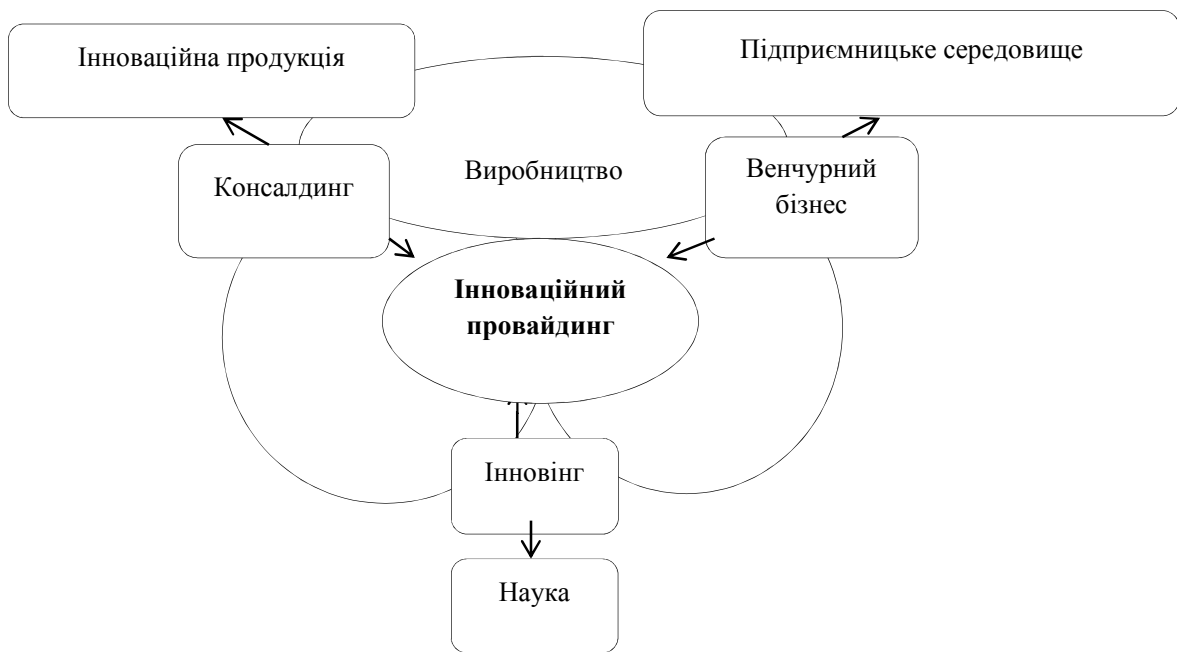 Інноваційна продукція
Підприємницьке середовище
Консалдинг
Виробництво
Венчурний
бізнес
Інноваційний
провайдинг
Інновінг
Наука